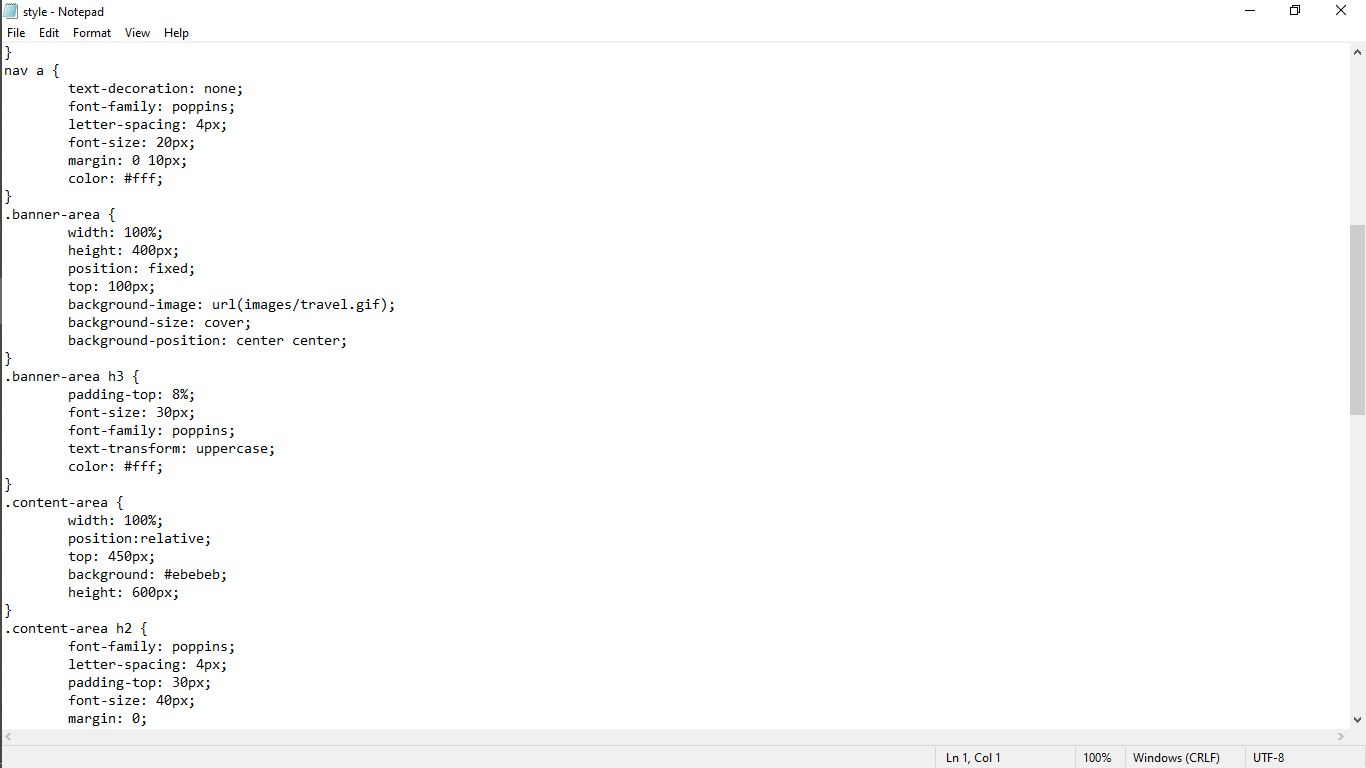 style - Notepad
File Edit Format View Help
}
nav a {
        text-decoration: none;
        font-family: poppins;
        letter-spacing: 4px;
        font-size: 20px;
        margin: 0 10px;
        color: #fff;
}
.banner-area {
        width: 100%;
        height: 400px;
        position: fixed;
        top: 100px;
        background-image: url(images/travel.gif);
        background-size: cover;
        background-position: center center;
}
.banner-area h3 {
        padding-top: 8%;
        font-size: 30px;
        font-family: poppins;
        text-transform: uppercase;
        color: #fff;
}
.content-area {
        width: 100%;
        position:relative;
        top: 450px;
        background: #ebebeb;
        height: 600px;
}
.content-area h2 {
        font-family: poppins;
        letter-spacing: 4px;
        padding-top: 30px;
        font-size: 40px;
        margin: 0;
Ln 1, Col 1 100% Windows (CRLF) UTF-8